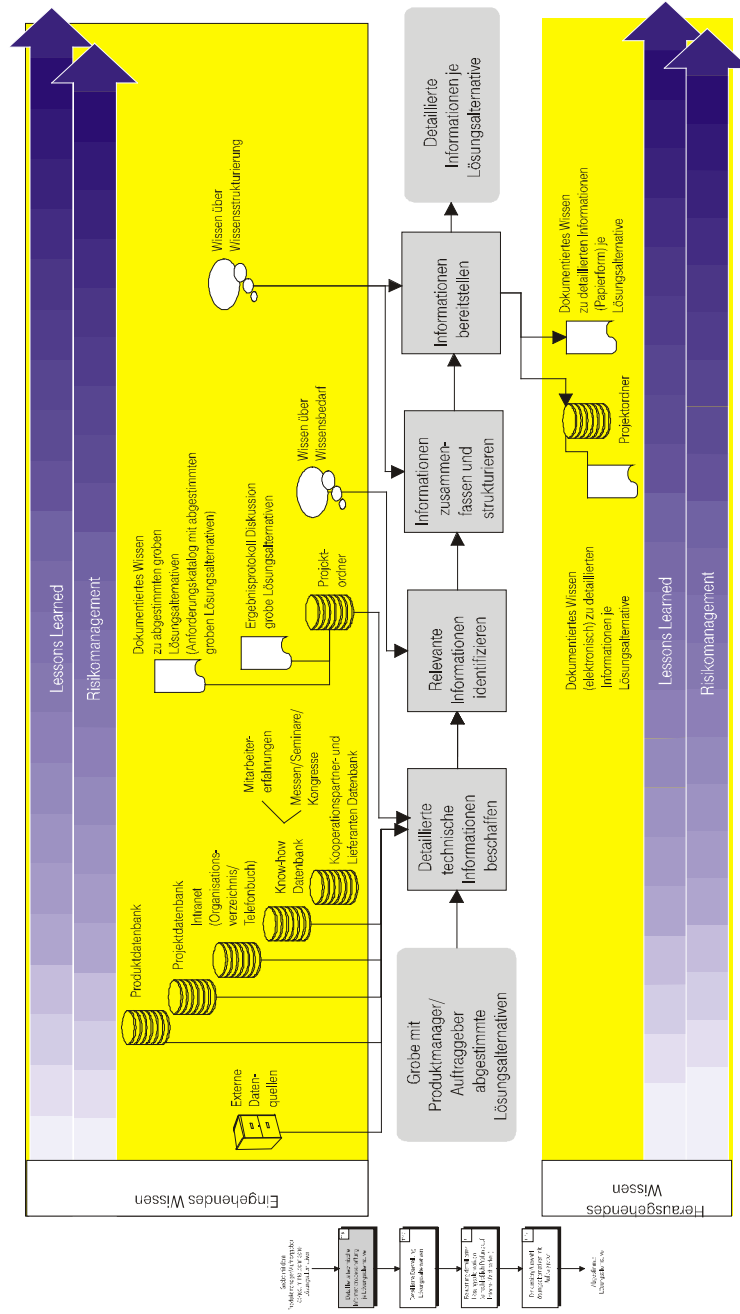 Eingehendes Wissen
Lessons Learned
Risikomanagement
Externe
Daten-
quellen
Produktdatenbank
Projektdatenbank
Intranet
(Organisations-
verzeichnis/
Telefonbuch)
Know-how
Datenbank
Kooperationspartner- und
Lieferanten Datenbank
Mitarbeiter-
erfahrungen
Messen/Seminare/
Kongresse
Dokumentiertes Wissen
zu abgestimmten groben
Lösungsalternativen
(Anforderungskatalog mit abgestimmten
groben Lösungsalternativen)
Ergebnisprotokoll Diskussion
grobe Lösungsalternativen
Projekt-
ordner
Wissen über
Wissensbedarf
Wissen über
Wissensstrukturierung
Grobe mit
Produktmanager/
Auftraggeber
abgestimmte
Lösungsalternativen
Detaillierte
technische
Informationen
beschaffen
Relevante
Informationen
identifizieren
Informationen
zusammen-
fassen und
strukturieren
Informationen
bereitstellen
Detaillierte
Informationen je
Lösungsalternative
Herausgehendes
Wissen
Dokumentiertes Wissen
(elektronisch) zu detaillierten
Informationen je
Lösungsalternative
Projektordner
Dokumentiertes Wissen
zu detaillierten Informationen
(Papierform) je
Lösungsalternative
Lessons Learned
Risikomanagement